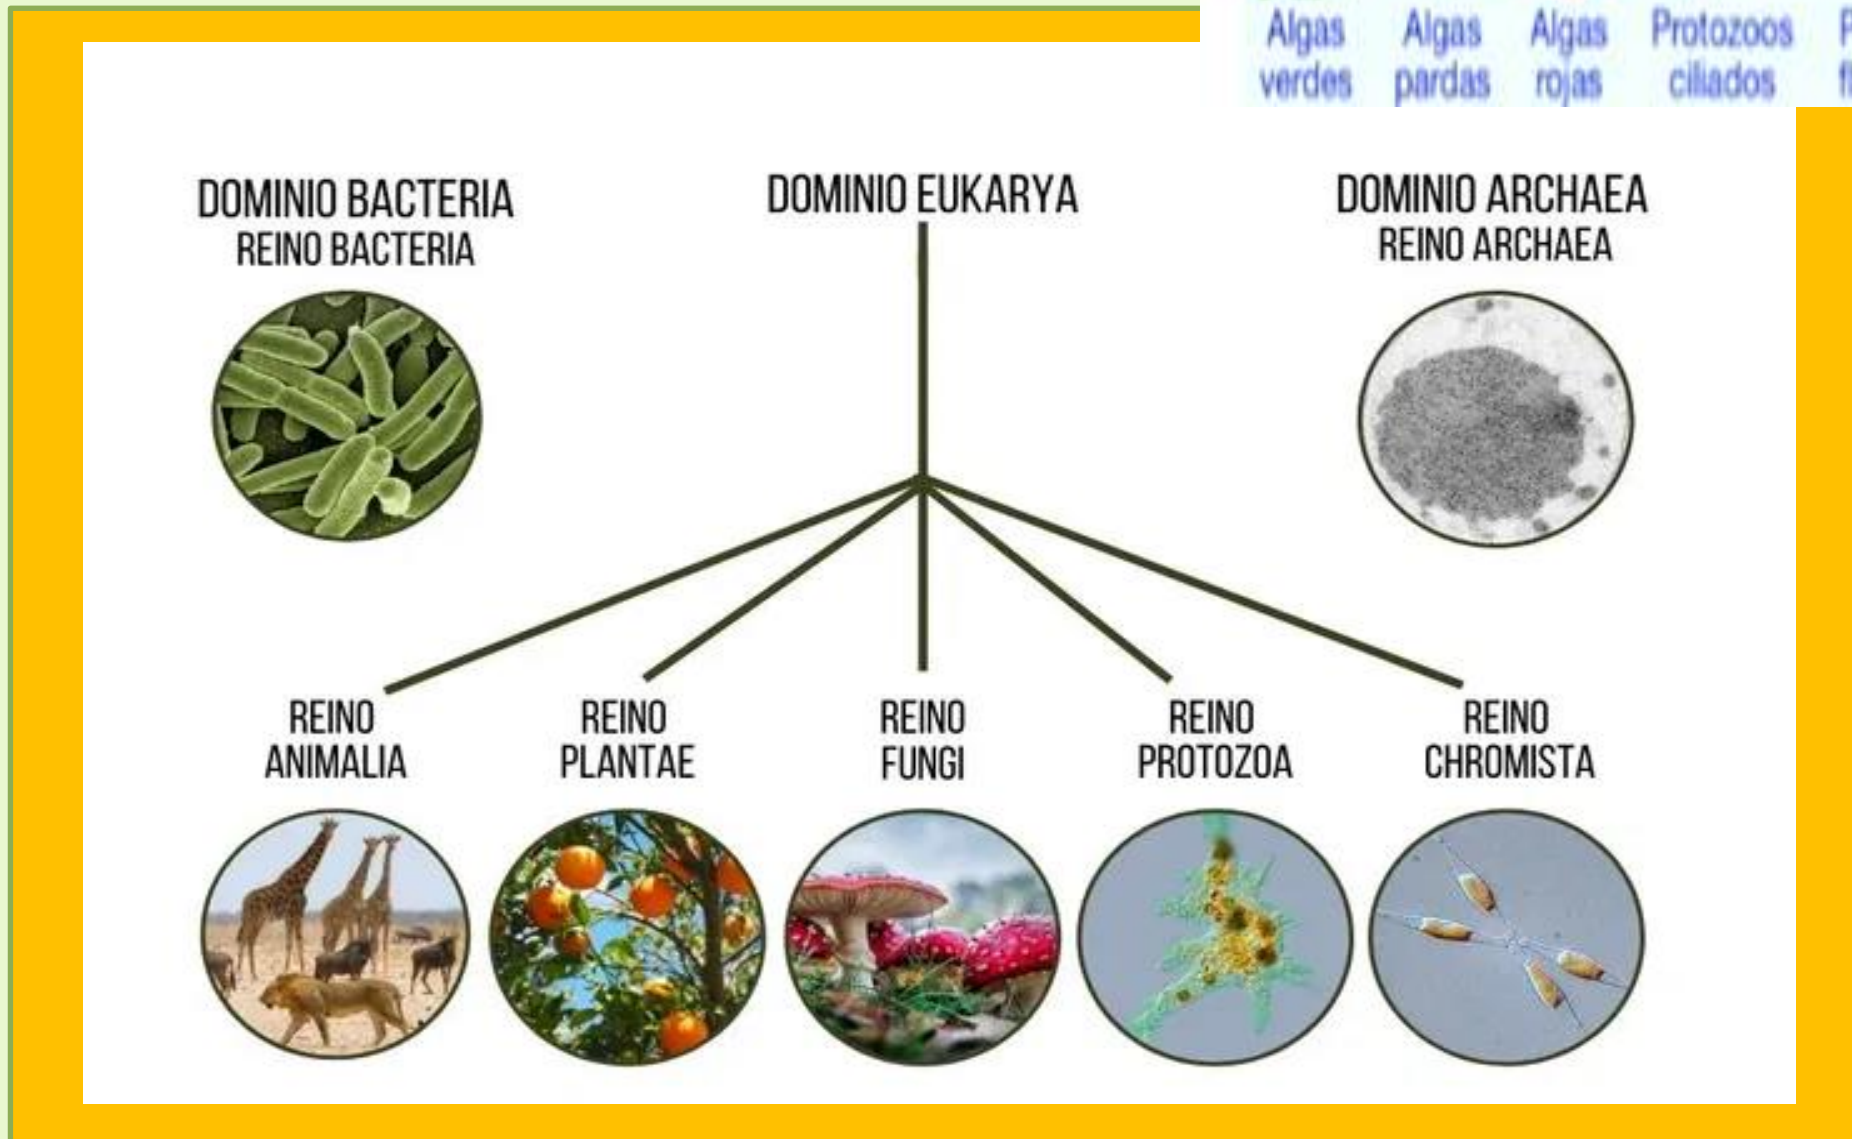 Algas Algas Algas Protozoos
verdes pardas rojas ciliados
DOMINIO BACTERIA
REINO BACTERIA
DOMINIO EUKARYA
DOMINIO ARCHAEA
REINO ARCHAEA
REINO
ANIMALIA
REINO
PLANTAE
REINO
FUNGI
REINO
PROTOZOA
REINO
CHROMISTA